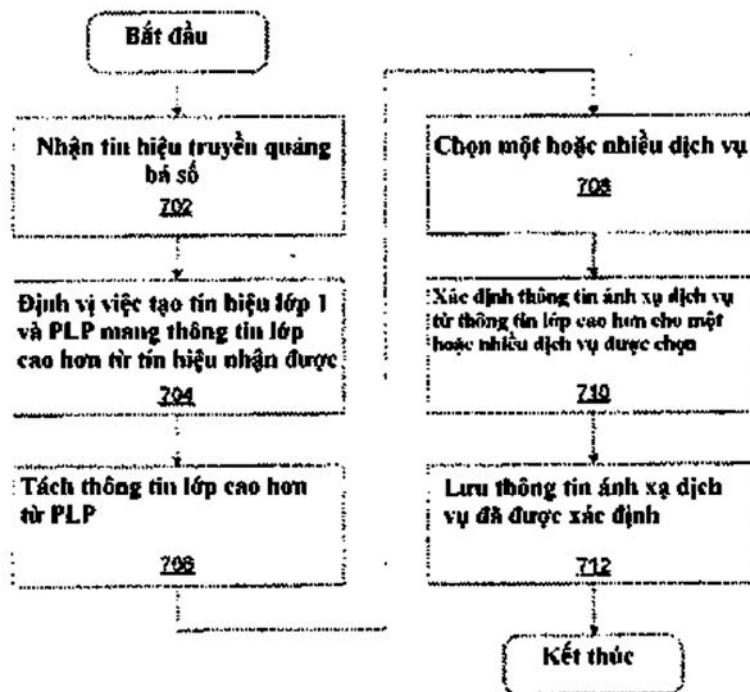 Bắt đầu
Nhận tín hiệu truyền quảng
bá số
702
Định vị việc tạo tín hiệu lớp 1
và PLP mang thông tin lớp
cao hơn từ tín hiệu nhận được
704
Tách thông tin lớp cao hơn
từ PLP
706
Chọn một hoặc nhiều dịch vụ
708
Xác định thông tin ánh xạ dịch vụ
từ thông tin lớp cao hơn cho một
hoặc nhiều dịch vụ được chọn
710
Lưu thông tin ánh xạ dịch
vụ đã được xác định
712
Kết thúc